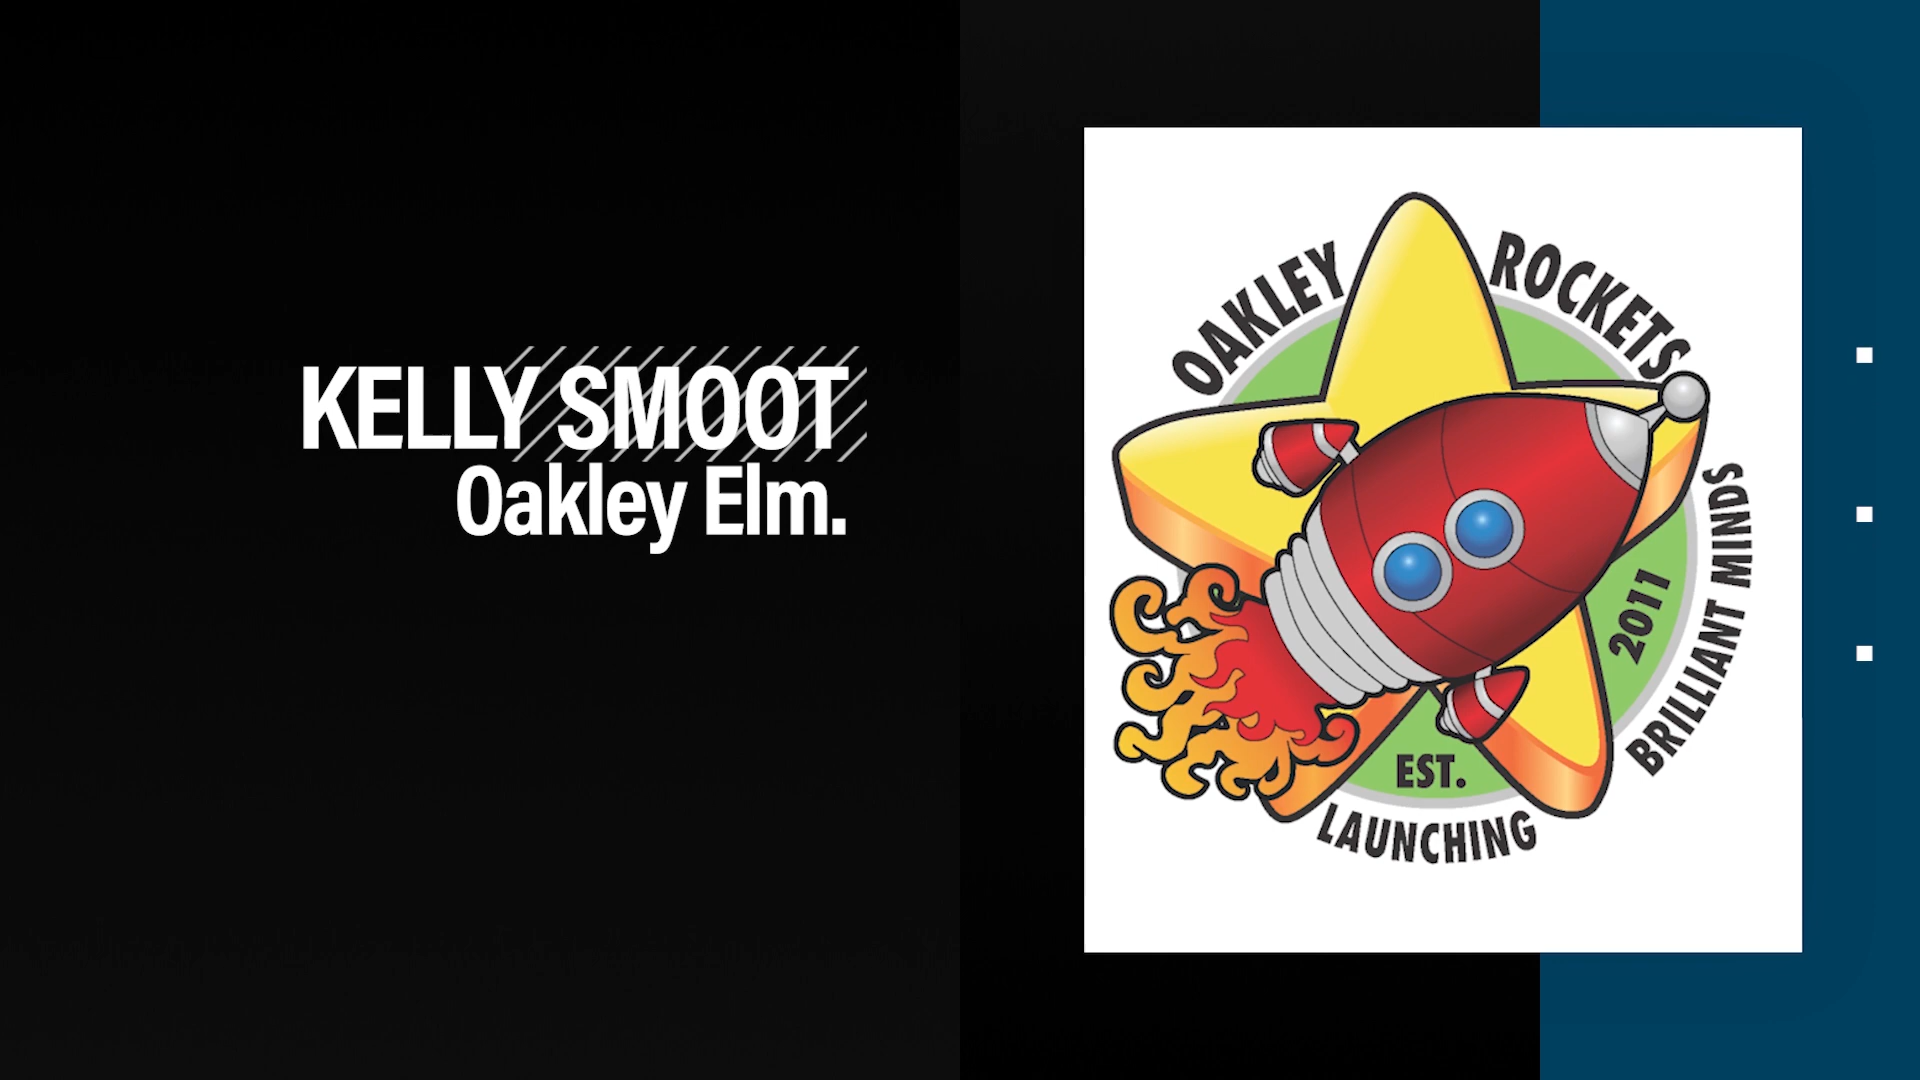 KELLY SMOOT
Oakley Elm.
OAKLEY ROCKETS
2011
EST.
LAUNCHING
BRILLIANT MINDS